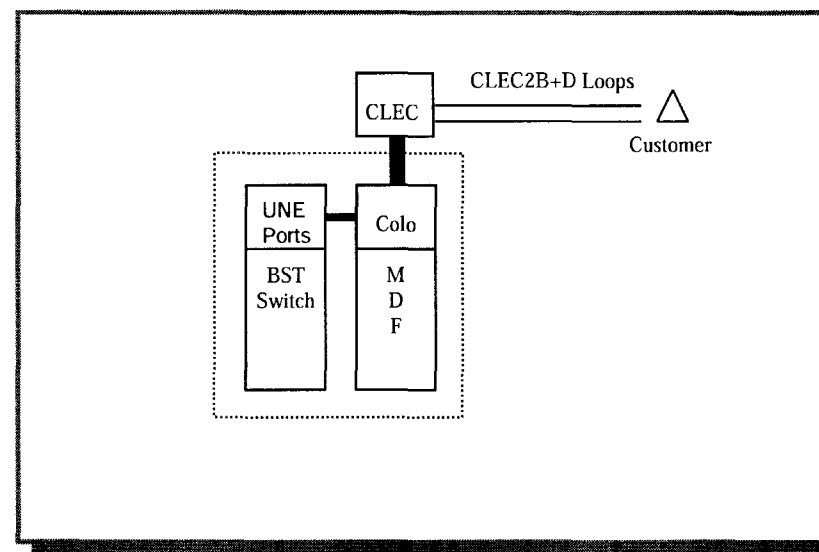 CLEC2B+D Loops
CLEC
Customer
UNE
Ports
Colo
BST
Switch
M
D
F